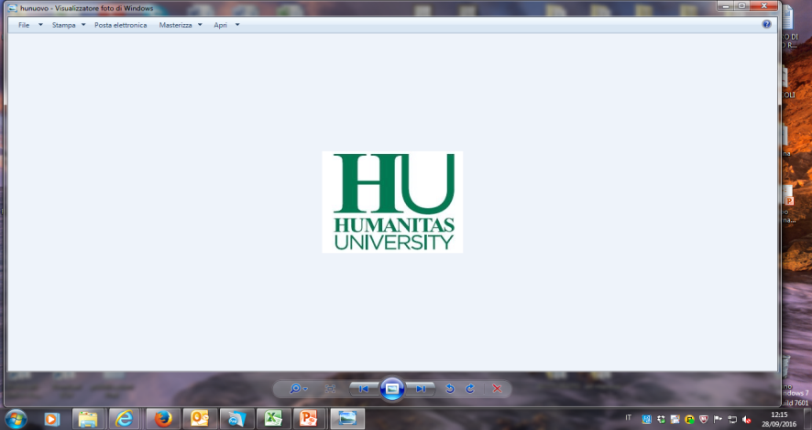 hunuovo - Visualizzatore foto di Windows
File Stampa Posta elettronica Masterizza Apri
HU
HUMANITAS
UNIVERSITY
IT
12:15
28/09/2016